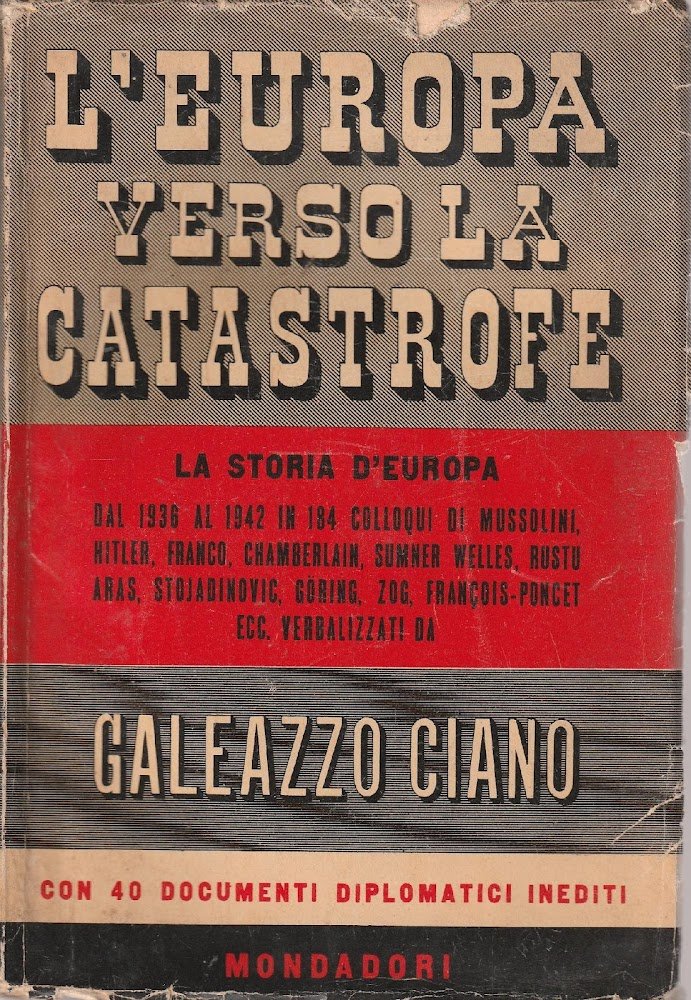 L'EUROPA
VERSO LA
CATASTROFE
LA STORIA D'EUROPA
DAL 1936 AL 1942 IN 184 COLLOQUI DI MUSSOLINI,
HITLER, FRANCO, CHAMBERLAIN, SUMNER WELLES, RUSTU
ARAS, STOJADINOVIC, GÖRING, ZOG, FRANÇOIS-PONCET
ECC. VERBALIZZATI DA
GALEAZZO CIANO
CON 40 DOCUMENTI DIPLOMATICI INEDITI
MONDADORI